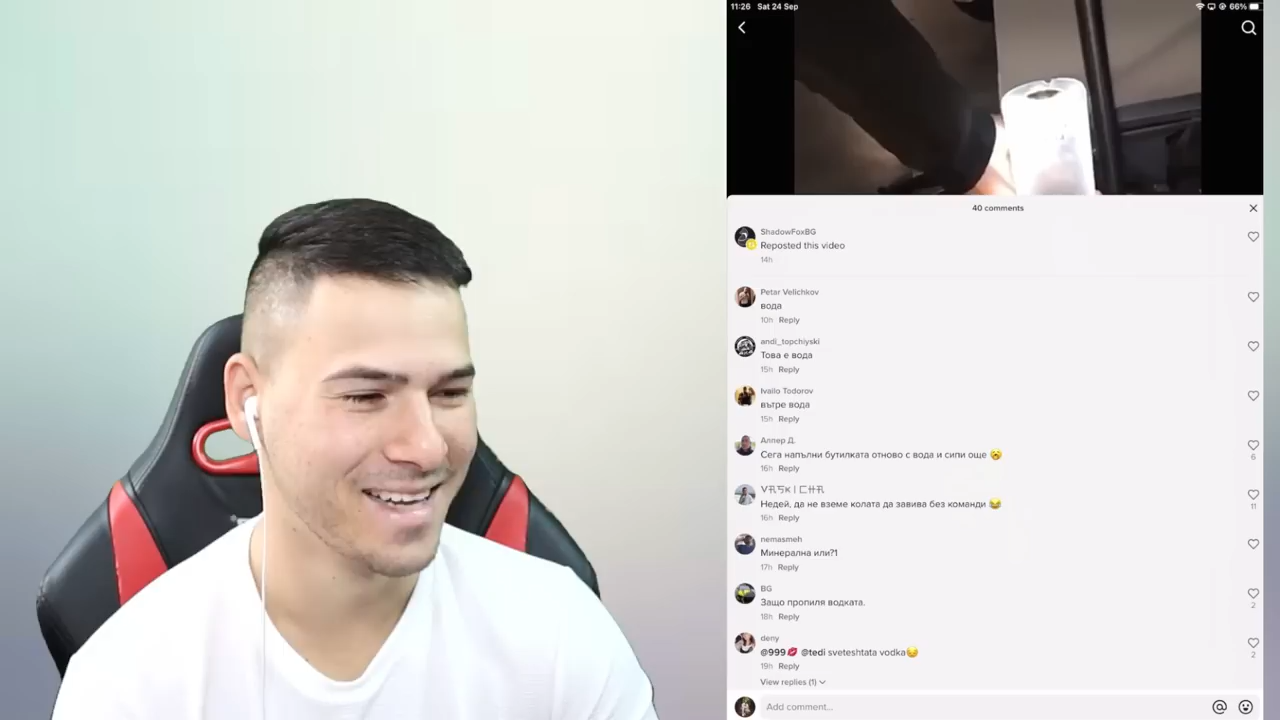 11:26 Sat 24 Sep 66%
40 comments
ShadowFoxBG
Reposted this video
14h
Petar Velichkov
вода
10h Reply
andi_topchiyski
Това е вода
15h Reply
Ivailo Todorov
вътре вода
15h Reply
Алпер Д.
Сега напълни бутилката отново с вода и сипи още 😲
6
16h Reply
Недей, да не вземе колата да завива без команди 😂
11
16h Reply
nemasmeh
Минерална или?1
17h Reply
BG
Защо пропиля водката.
2
18h Reply
deny
@999💋 @tedi sveteshtata vodka😂
2
19h Reply
View replies (1)
Add comment...